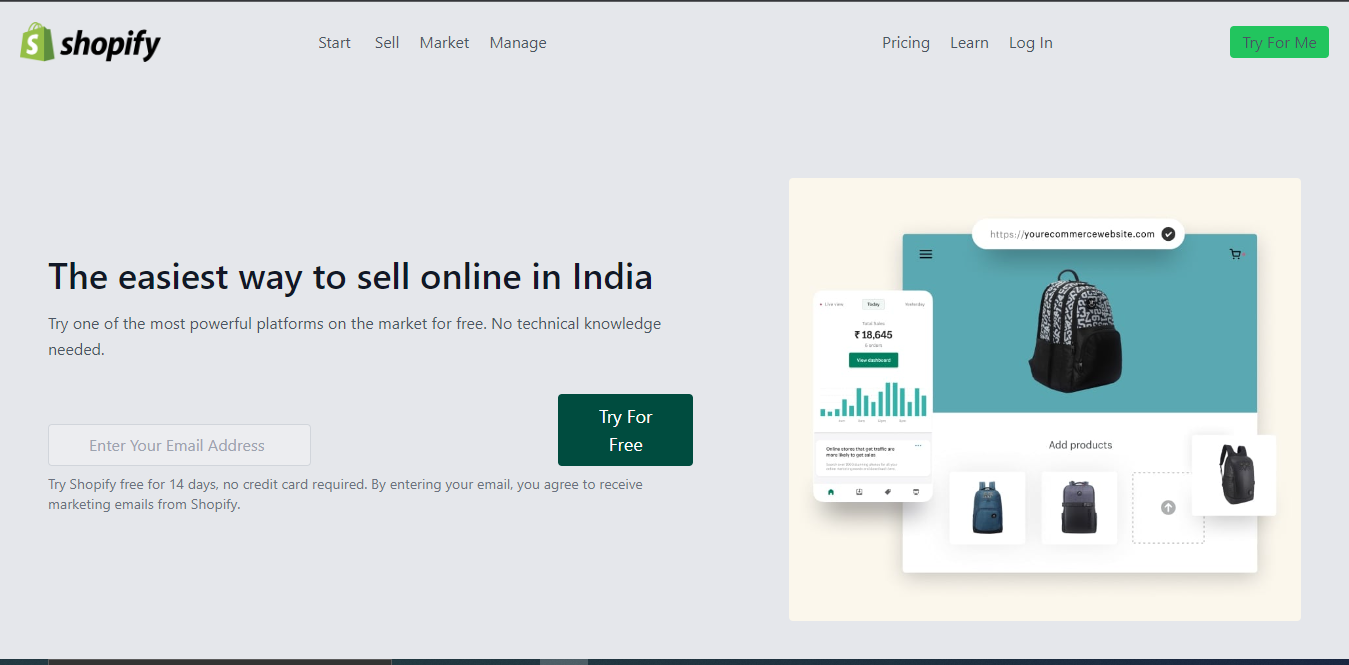 shopify
Start Sell Market Manage
Pricing Learn Log In
Try For Me
The easiest way to sell online in India
Try one of the most powerful platforms on the market for free. No technical knowledge
needed.
Enter Your Email Address
Try For
Free
Try Shopify free for 14 days, no credit card required. By entering your email, you agree to receive
marketing emails from Shopify.
https://yourecommercewebsite.com
Live view Today Yesterday
Total Sales
₹ 18,645
View dashboard
Online stores that get traffic are
more likely to get sales
Add products